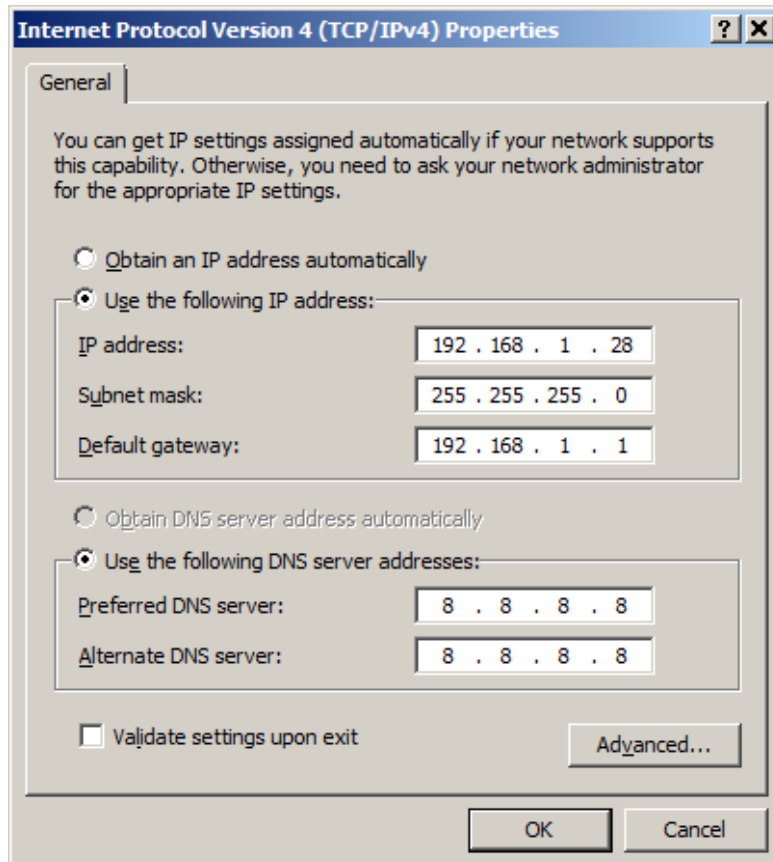 Internet Protocol Version 4 (TCP/IPv4) Properties
General
You can get IP settings assigned automatically if your network supports
this capability. Otherwise, you need to ask your network administrator
for the appropriate IP settings.
Obtain an IP address automatically
Use the following IP address:
IP address: 192 . 168 . 1 . 28
Subnet mask: 255 . 255 . 255 . 0
Default gateway: 192 . 168 . 1 . 1
Obtain DNS server address automatically
Use the following DNS server addresses:
Preferred DNS server: 8 . 8 . 8 . 8
Alternate DNS server: 8 . 8 . 8 . 8
Validate settings upon exit
Advanced...
OK Cancel